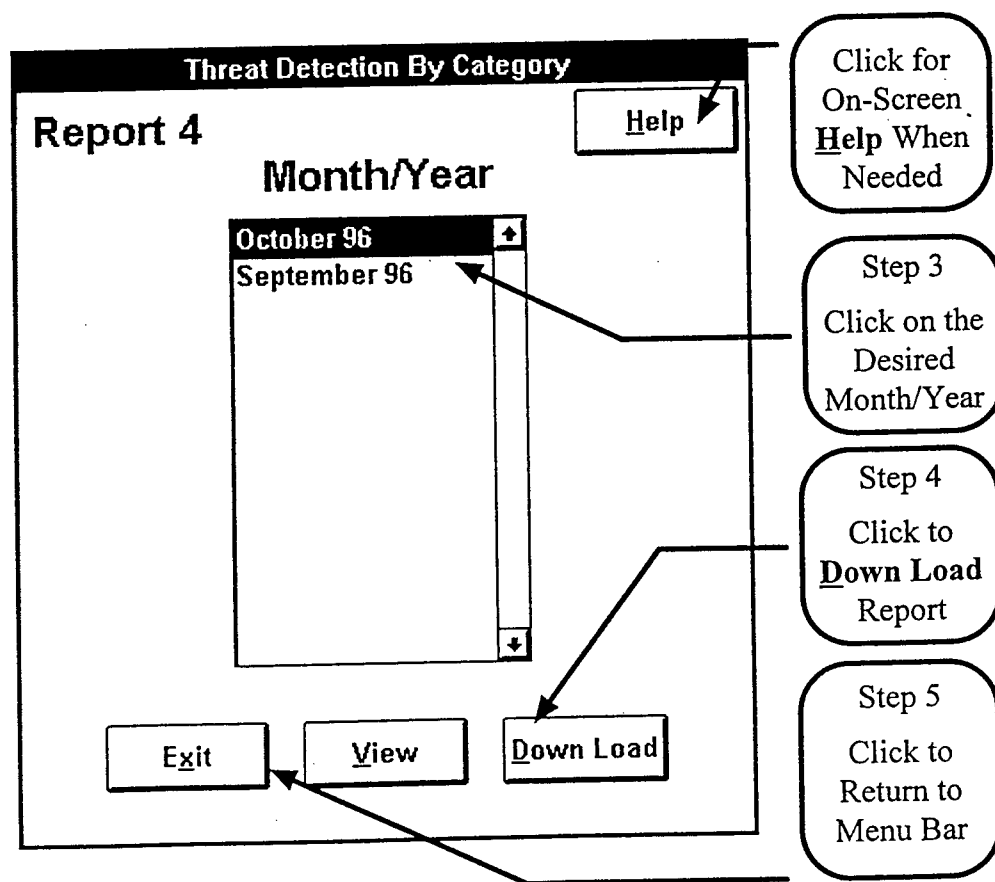 Threat Detection By Category
Report 4
Help
Month/Year
October 96
September 96
Exit
View
Down Load
Click for
On-Screen
Help When
Needed
Step 3
Click on the
Desired
Month/Year
Step 4
Click to
Down Load
Report
Step 5
Click to
Return to
Menu Bar